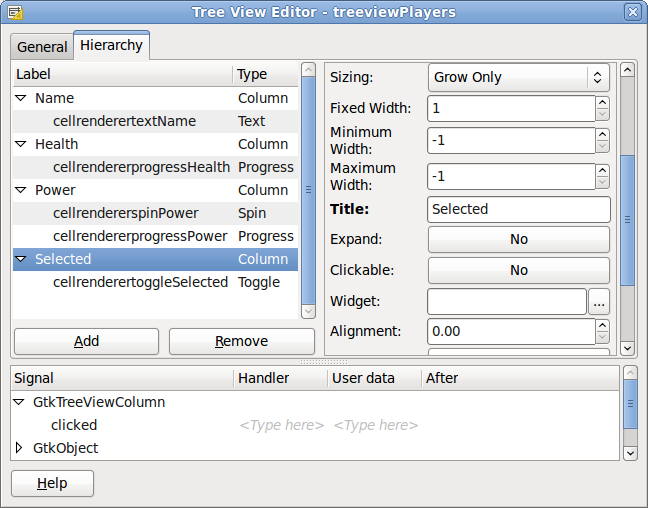 Tree View Editor - treeviewPlayers
General Hierarchy
Label Type
Name Column
cellrenderertextName Text
Health Column
cellrendererprogressHealth Progress
Power Column
cellrendererspinPower Spin
cellrendererprogressPower Progress
Selected Column
cellrenderertoggleSelected Toggle
Add Remove
Sizing: Grow Only
Fixed Width: 1
Minimum
Width: -1
Maximum
Width: -1
Title: Selected
Expand: No
Clickable: No
Widget: ...
Alignment: 0.00
Signal Handler User data After
GtkTreeViewColumn
clicked <Type here> <Type here>
GtkObject
Help